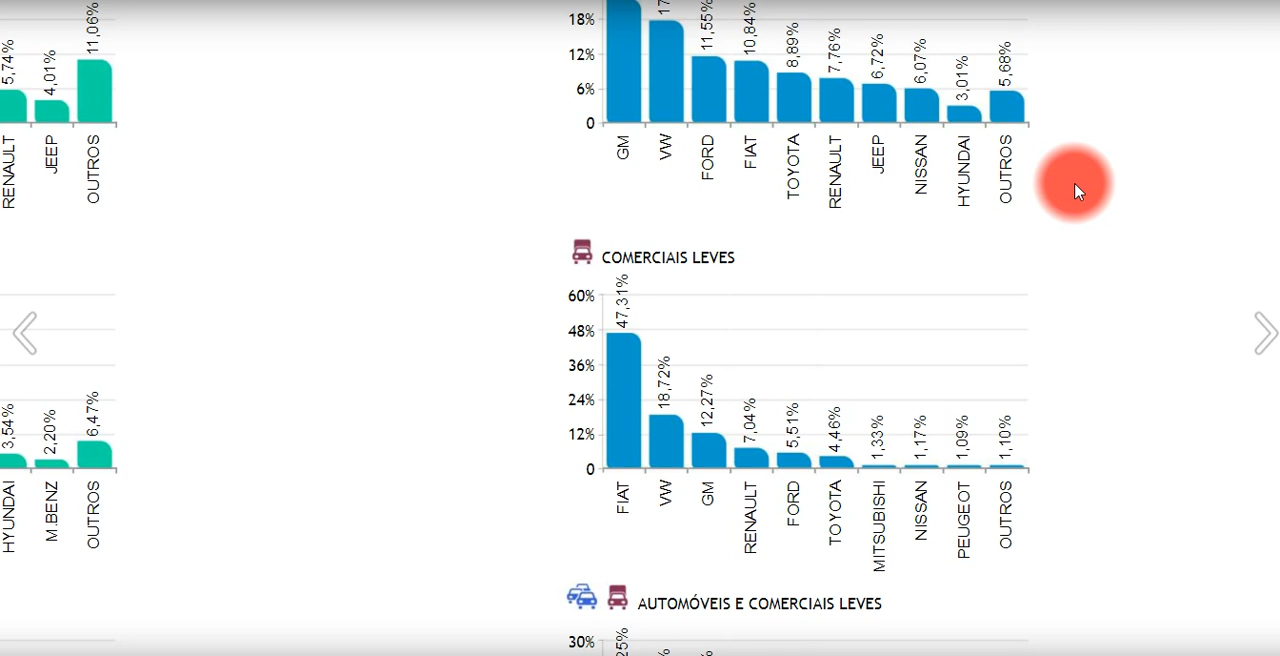 5,74%
4,01%
11,06%
RENAULT
JEEP
OUTROS
3,54%
2,20%
6,47%
HYUNDAI
M.BENZ
OUTROS
18%
12%
6%
0
11,55%
10,84%
8,89%
7,76%
6,72%
6,07%
3,01%
5,68%
GM
VW
FORD
FIAT
TOYOTA
RENAULT
JEEP
NISSAN
HYUNDAI
OUTROS
COMERCIAIS LEVES
60%
48%
36%
24%
12%
0
47,31%
18,72%
12,27%
7,04%
5,51%
4,46%
1,33%
1,17%
1,09%
1,10%
FIAT
VW
GM
RENAULT
FORD
TOYOTA
MITSUBISHI
NISSAN
PEUGEOT
OUTROS
AUTOMÓVEIS E COMERCIAIS LEVES
30%